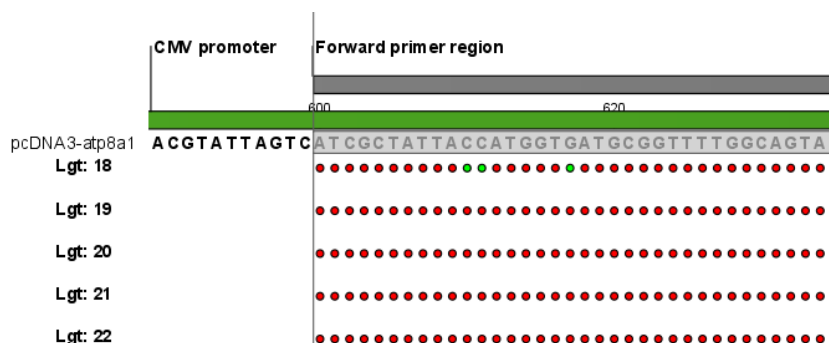 CMV promoter
Forward primer region
600
620
pcDNA3-atp8a1
ACGTATTAGTCATCGCTATTACCATGGTGATGCGGTTTTGGCAGTA
Lgt: 18
Lgt: 19
Lgt: 20
Lgt: 21
Lgt: 22